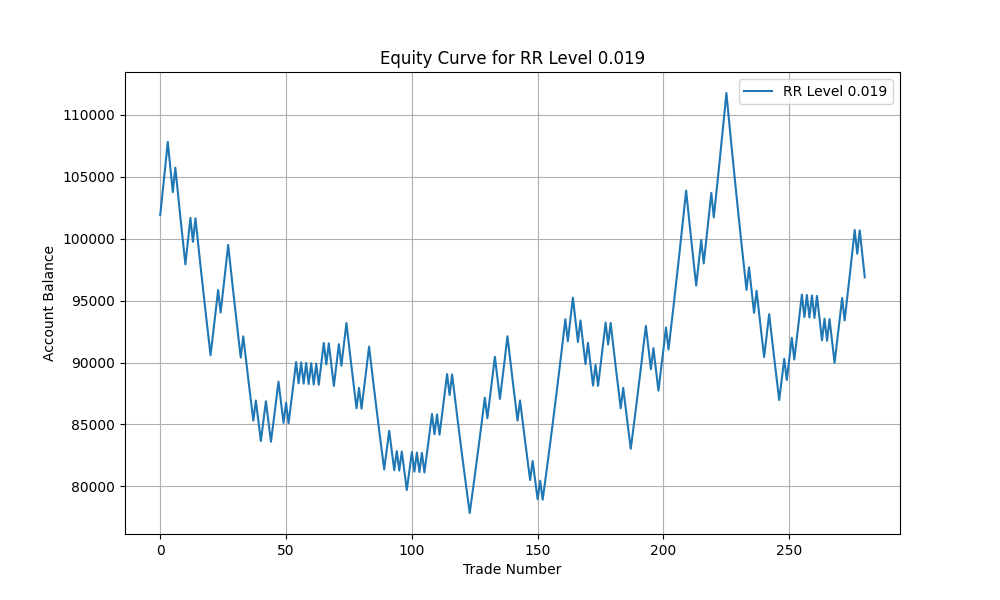 Equity Curve for RR Level 0.019
RR Level 0.019
110000
105000
100000
95000
90000
85000
80000
Account Balance
0 50 100 150 200 250
Trade Number